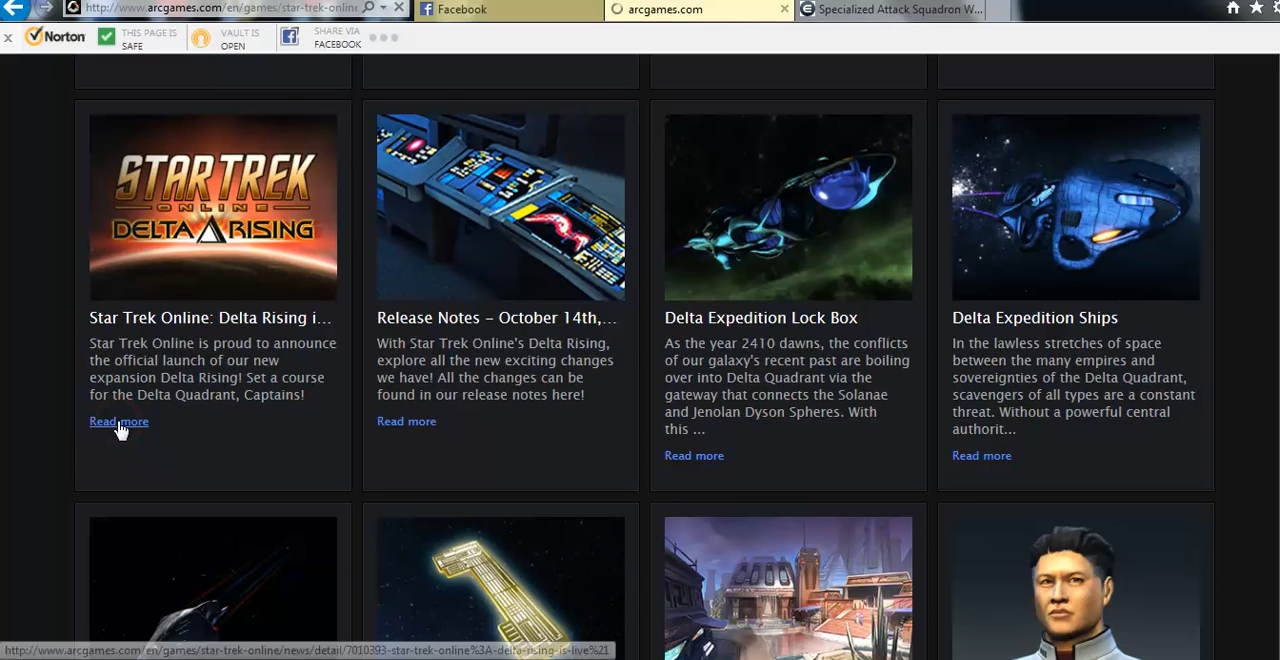 http://www.arcgames.com/en/games/star-trek-online
Facebook
arcgames.com
Specialized Attack Squadron W...
Norton
THIS PAGE IS
SAFE
VAULT IS
OPEN
SHARE VIA
FACEBOOK
STAR TREK
ONLINE
DELTA RISING
Star Trek Online: Delta Rising i...
Star Trek Online is proud to announce
the official launch of our new
expansion Delta Rising! Set a course
for the Delta Quadrant, Captains!
Read more
Release Notes – October 14th,...
With Star Trek Online's Delta Rising,
explore all the new exciting changes
we have! All the changes can be
found in our release notes here!
Read more
Delta Expedition Lock Box
As the year 2410 dawns, the conflicts
of our galaxy's recent past are boiling
over into Delta Quadrant via the
gateway that connects the Solanae
and Jenolan Dyson Spheres. With
this ...
Read more
Delta Expedition Ships
In the lawless stretches of space
between the many empires and
sovereignties of the Delta Quadrant,
scavengers of all types are a constant
threat. Without a powerful central
authorit...
Read more
http://www.arcgames.com/en/games/star-trek-online/news/detail/7010393-star-trek-online%3A-delta-rising-is-live%21